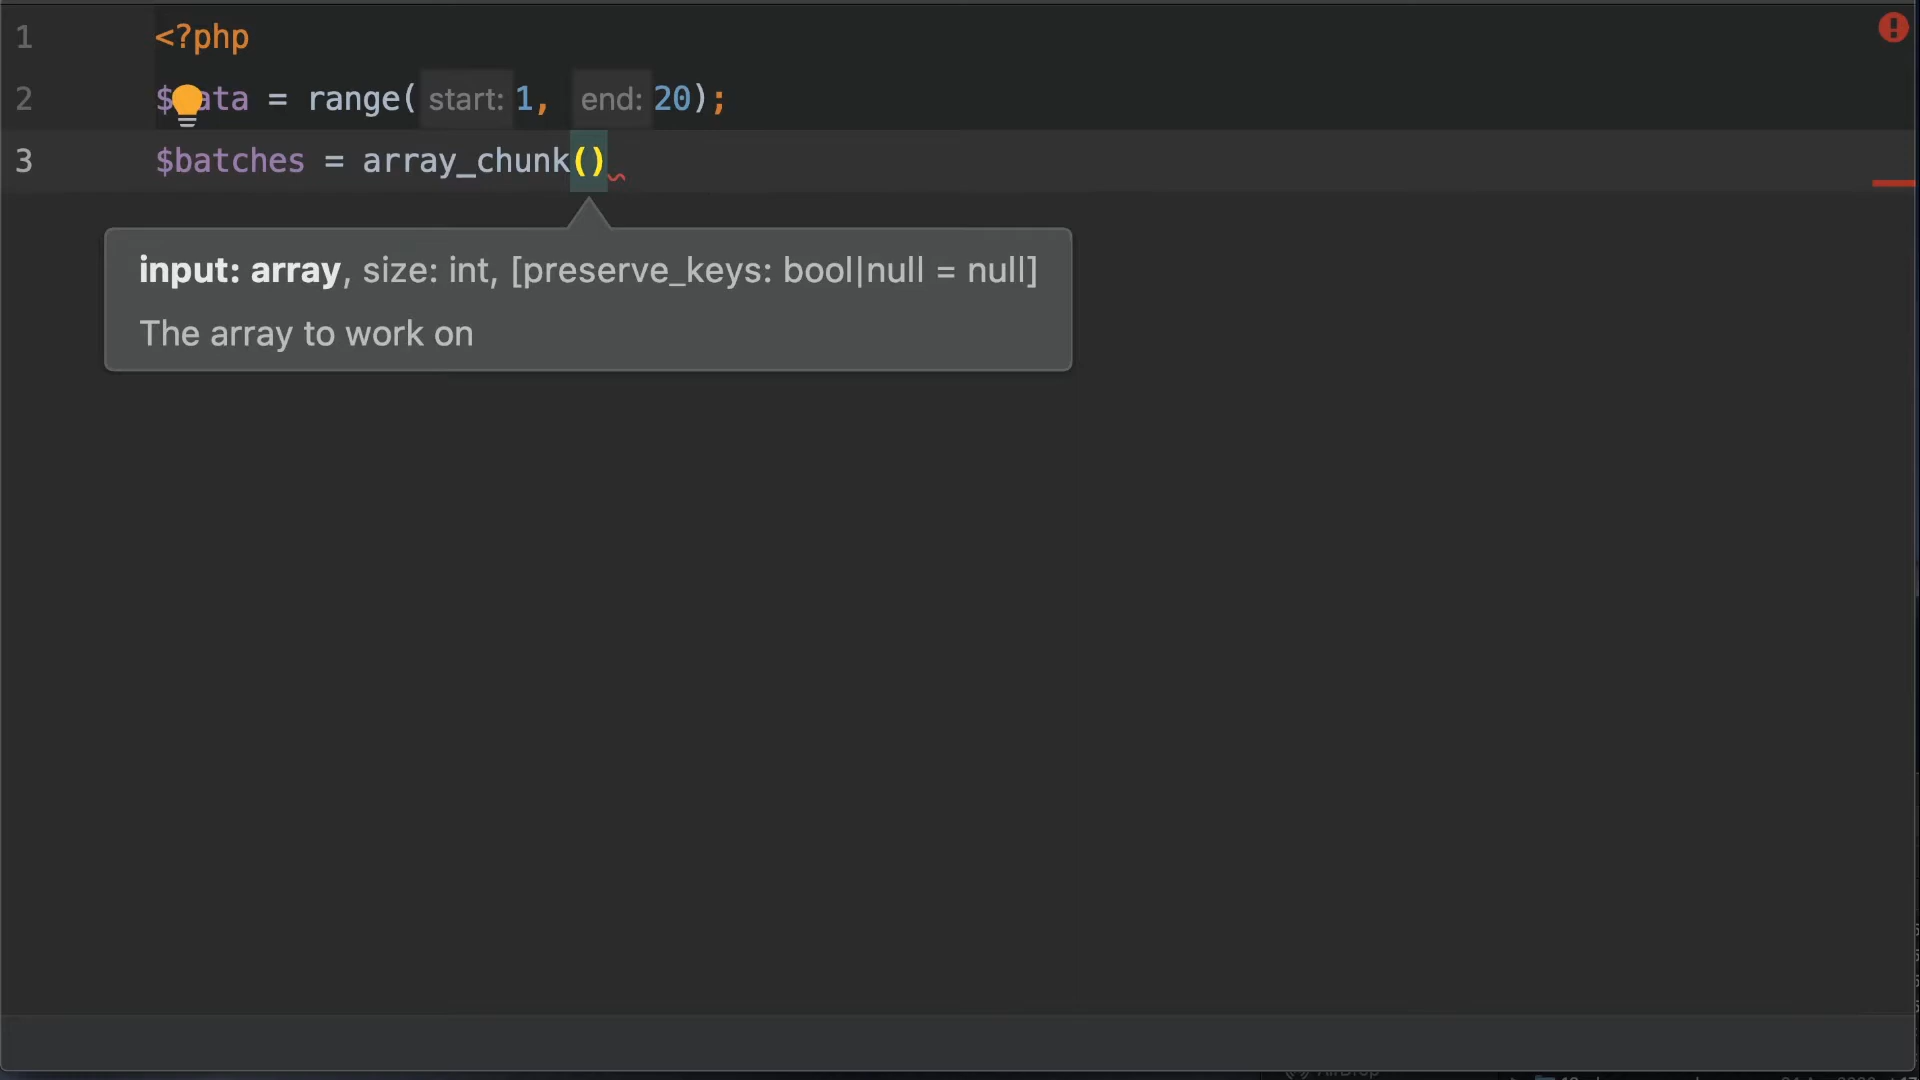 1 <?php
2 $data = range( start: 1, end: 20);
3 $batches = array_chunk()
input: array, size: int, [preserve_keys: bool|null = null]
The array to work on